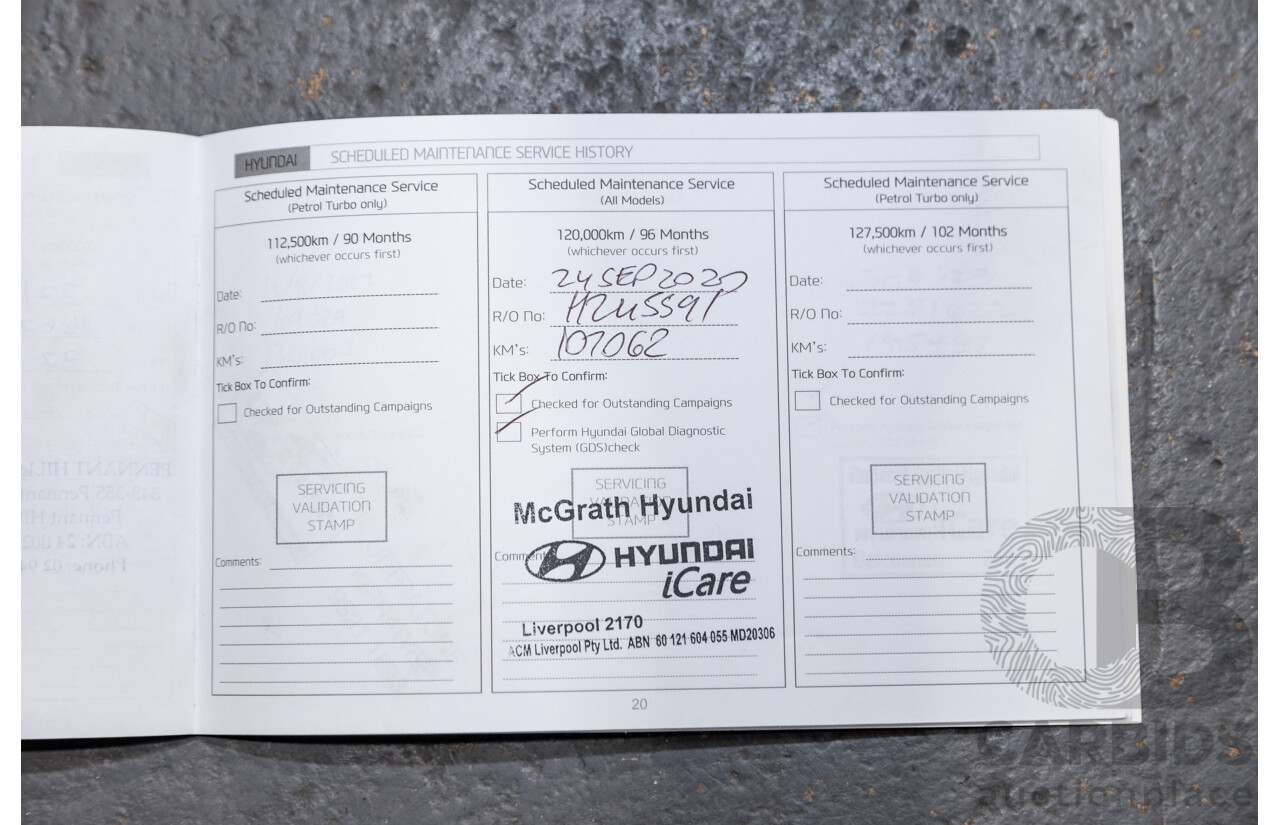 HYUNDAI SCHEDULED MAINTENANCE SERVICE HISTORY
Scheduled Maintenance Service
(Petrol Turbo only)
112,500km / 90 Months
(whichever occurs first)
Date:
R/O No:
KM's:
Tick Box To Confirm:
Checked for Outstanding Campaigns
SERVICING
VALIDATION
STAMP
Comments:
Scheduled Maintenance Service
(All Models)
120,000km / 96 Months
(whichever occurs first)
Date: 24 SEP 2020
R/O No:
KM's: 107062
Tick Box To Confirm:
Checked for Outstanding Campaigns
Perform Hyundai Global Diagnostic
System (GDS)check
SERVICING
VALIDATION
STAMP
McGrath Hyundai
Comments:
HYUNDAI
iCare
Liverpool 2170
ACM Liverpool Pty Ltd. ABN 60 121 604 055 MD20306
Scheduled Maintenance Service
(Petrol Turbo only)
127,500km / 102 Months
(whichever occurs first)
Date:
R/O No:
KM's:
Tick Box To Confirm:
Checked for Outstanding Campaigns
SERVICING
VALIDATION
STAMP
Comments:
20
CARBIDS
auctionplace